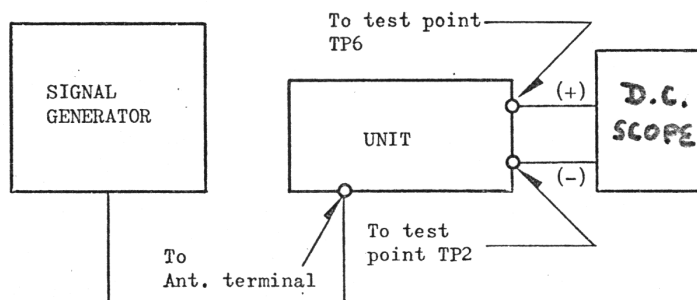 To test point
TP6
SIGNAL
GENERATOR
UNIT
(+)
(-)
D.C.
SCOPE
To
Ant. terminal
To test
point TP2